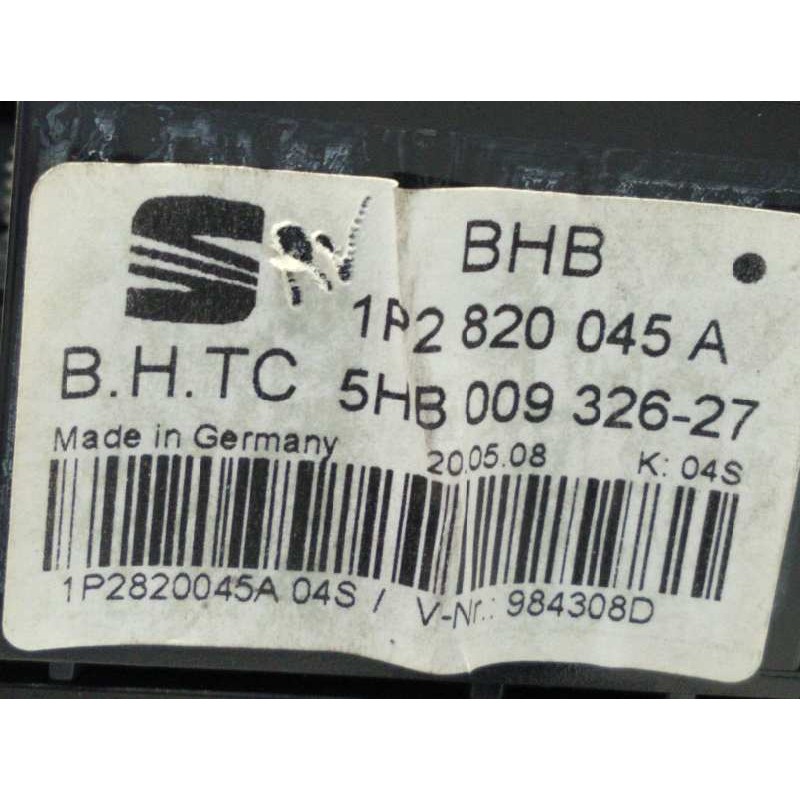 BHB
1P2 820 045 A
B.H.TC 5HB 009 326-27
Made in Germany 20.05.08 K: 04S
1P2820045A 04S / V-Nr.: 984308D